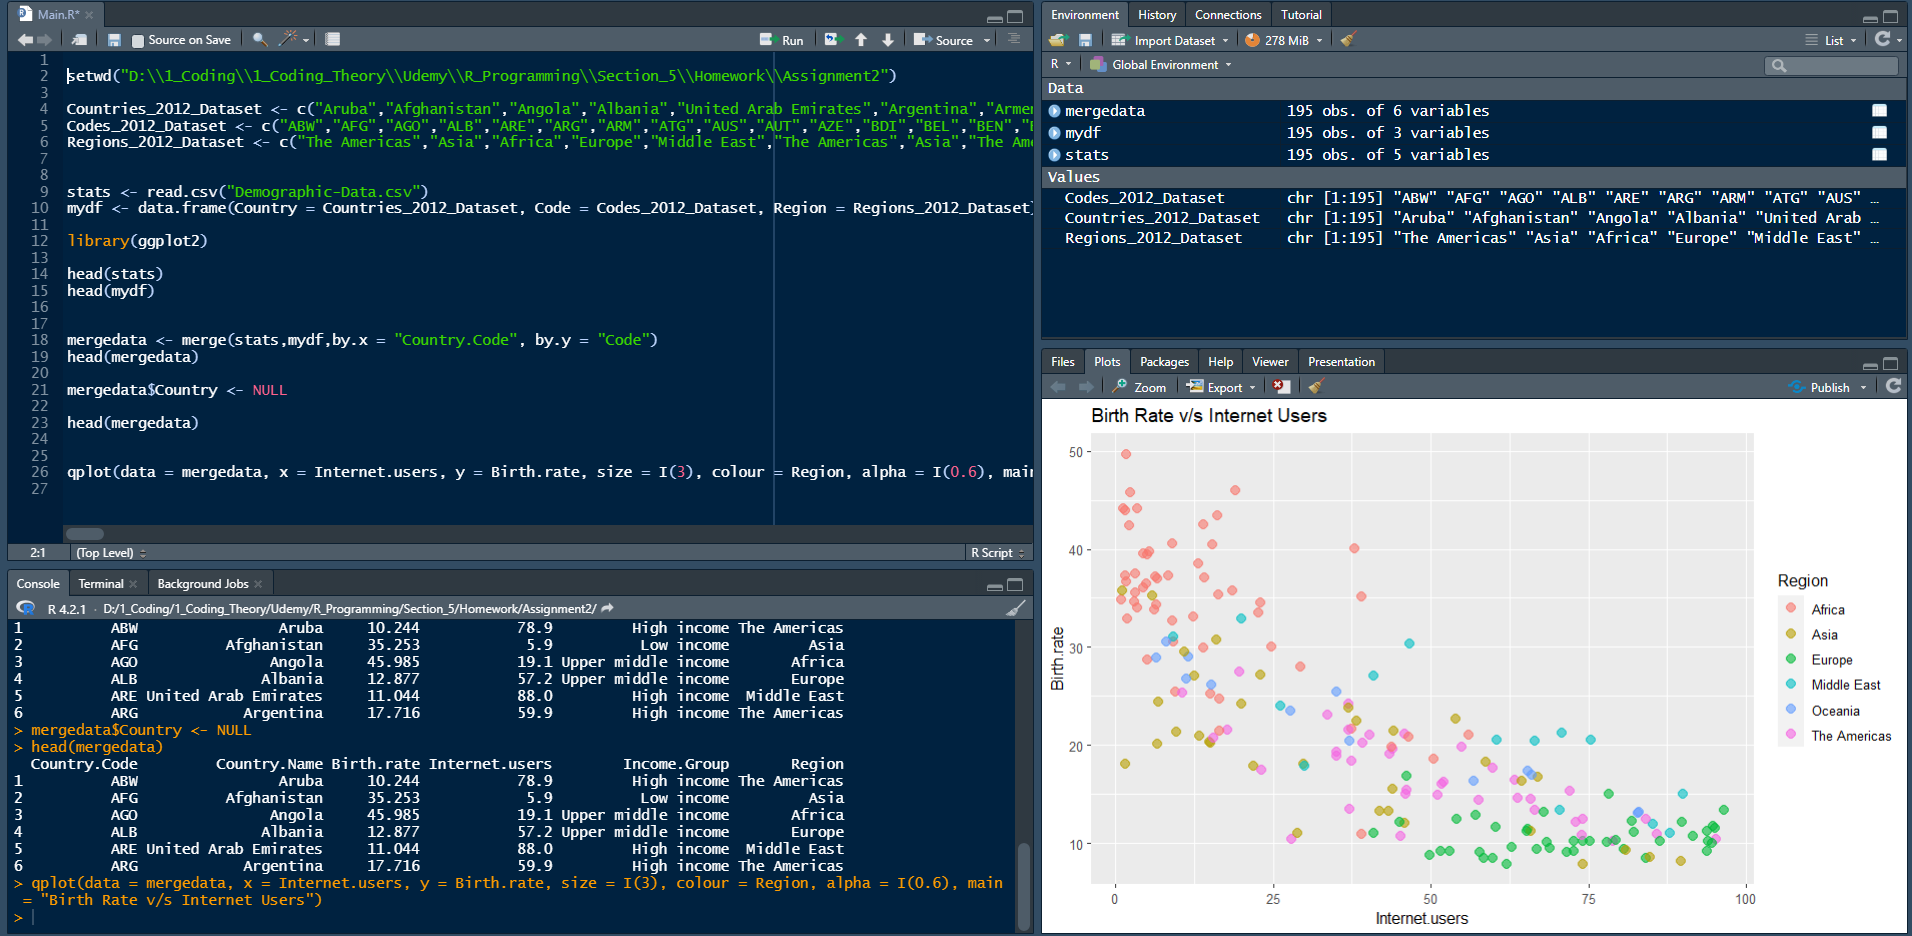 Main.R*
Source on Save
Run
Source
1
2 setwd("D:\\1_Coding\\1_Coding_Theory\\Udemy\\R_Programming\\Section_5\\Homework\\Assignment2")
3
4 Countries_2012_Dataset <- c("Aruba","Afghanistan","Angola","Albania","United Arab Emirates","Argentina","Armen
5 Codes_2012_Dataset <- c("ABW","AFG","AGO","ALB","ARE","ARG","ARM","ATG","AUS","AUT","AZE","BDI","BEL","BEN","
6 Regions_2012_Dataset <- c("The Americas","Asia","Africa","Europe","Middle East","The Americas","Asia","The Ame
7
8
9 stats <- read.csv("Demographic-Data.csv")
10 mydf <- data.frame(Country = Countries_2012_Dataset, Code = Codes_2012_Dataset, Region = Regions_2012_Dataset)
11
12 library(ggplot2)
13
14 head(stats)
15 head(mydf)
16
17
18 mergedata <- merge(stats,mydf,by.x = "Country.Code", by.y = "Code")
19 head(mergedata)
20
21 mergedata$Country <- NULL
22
23 head(mergedata)
24
25
26 qplot(data = mergedata, x = Internet.users, y = Birth.rate, size = I(3), colour = Region, alpha = I(0.6), main
27
2:1 (Top Level) R Script
Console Terminal Background Jobs
R 4.2.1 · D:/1_Coding/1_Coding_Theory/Udemy/R_Programming/Section_5/Homework/Assignment2/
1 ABW Aruba 10.244 78.9 High income The Americas
2 AFG Afghanistan 35.253 5.9 Low income Asia
3 AGO Angola 45.985 19.1 Upper middle income Africa
4 ALB Albania 12.877 57.2 Upper middle income Europe
5 ARE United Arab Emirates 11.044 88.0 High income Middle East
6 ARG Argentina 17.716 59.9 High income The Americas
> mergedata$Country <- NULL
> head(mergedata)
Country.Code Country.Name Birth.rate Internet.users Income.Group Region
1 ABW Aruba 10.244 78.9 High income The Americas
2 AFG Afghanistan 35.253 5.9 Low income Asia
3 AGO Angola 45.985 19.1 Upper middle income Africa
4 ALB Albania 12.877 57.2 Upper middle income Europe
5 ARE United Arab Emirates 11.044 88.0 High income Middle East
6 ARG Argentina 17.716 59.9 High income The Americas
> qplot(data = mergedata, x = Internet.users, y = Birth.rate, size = I(3), colour = Region, alpha = I(0.6), main
= "Birth Rate v/s Internet Users")
>
Environment History Connections Tutorial
Import Dataset 278 MiB List
R Global Environment
Data
mergedata 195 obs. of 6 variables
mydf 195 obs. of 3 variables
stats 195 obs. of 5 variables
Values
Codes_2012_Dataset chr [1:195] "ABW" "AFG" "AGO" "ALB" "ARE" "ARG" "ARM" "ATG" "AUS" …
Countries_2012_Dataset chr [1:195] "Aruba" "Afghanistan" "Angola" "Albania" "United Arab …
Regions_2012_Dataset chr [1:195] "The Americas" "Asia" "Africa" "Europe" "Middle East" …
Files Plots Packages Help Viewer Presentation
Zoom Export Publish
Birth Rate v/s Internet Users
50
40
30
20
10
Birth.rate
0 25 50 75 100
Internet.users
Region
Africa
Asia
Europe
Middle East
Oceania
The Americas